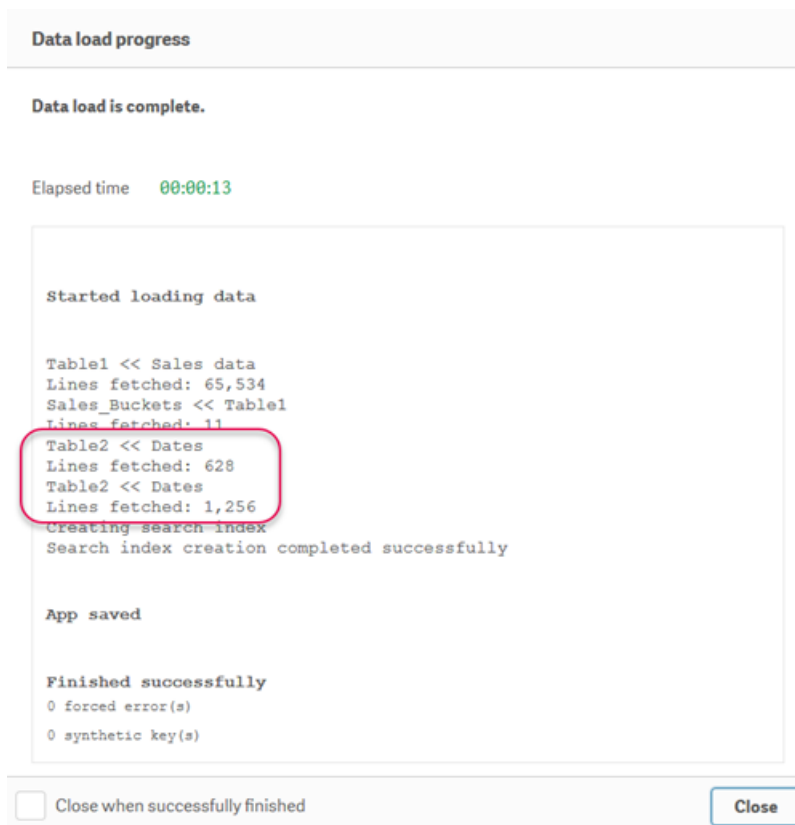 Data load progress
Data load is complete.
Elapsed time 00:00:13
Started loading data
Table1 << Sales data
Lines fetched: 65,534
Sales_Buckets << Table1
Lines fetched: 11
Table2 << Dates
Lines fetched: 628
Table2 << Dates
Lines fetched: 1,256
Creating search index
Search index creation completed successfully
App saved
Finished successfully
0 forced error(s)
0 synthetic key(s)
Close when successfully finished
Close